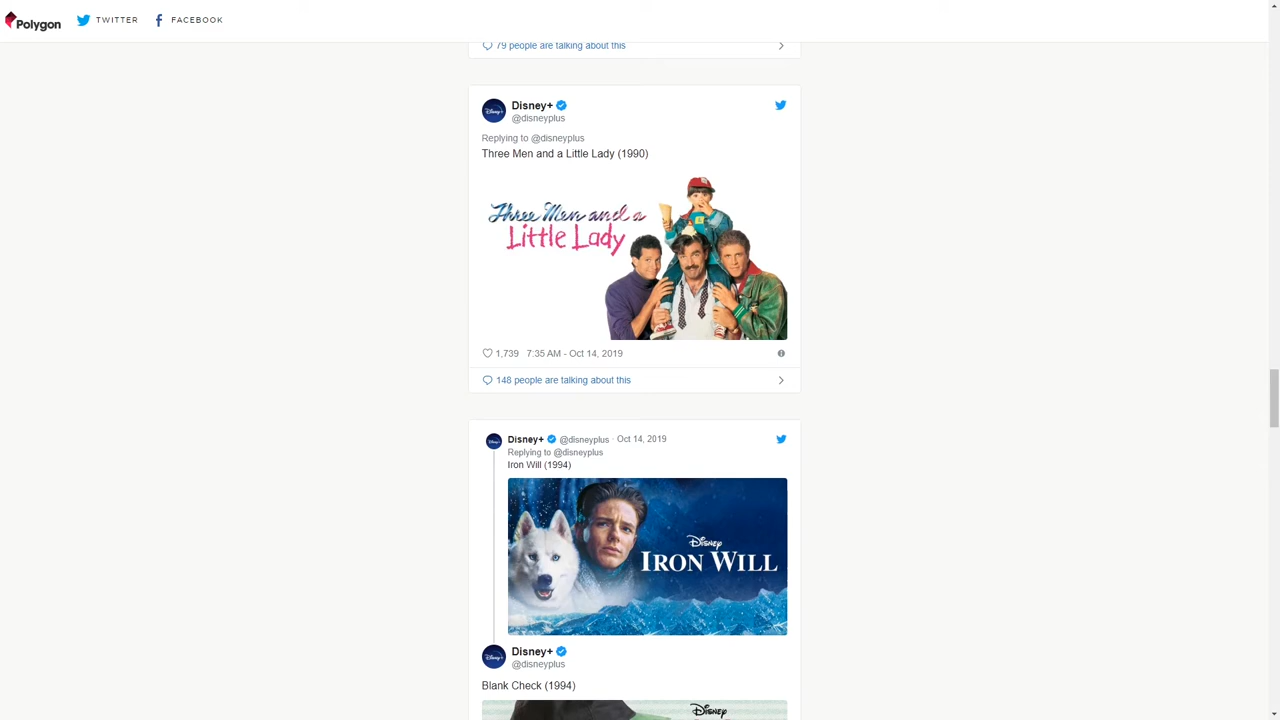 Polygon TWITTER FACEBOOK
79 people are talking about this
Disney+
@disneyplus
Replying to @disneyplus
Three Men and a Little Lady (1990)
Three Men and a
Little Lady
1,739 7:35 AM - Oct 14, 2019
148 people are talking about this
Disney+ @disneyplus · Oct 14, 2019
Replying to @disneyplus
Iron Will (1994)
Disney
IRON WILL
Disney+
@disneyplus
Blank Check (1994)
Disney